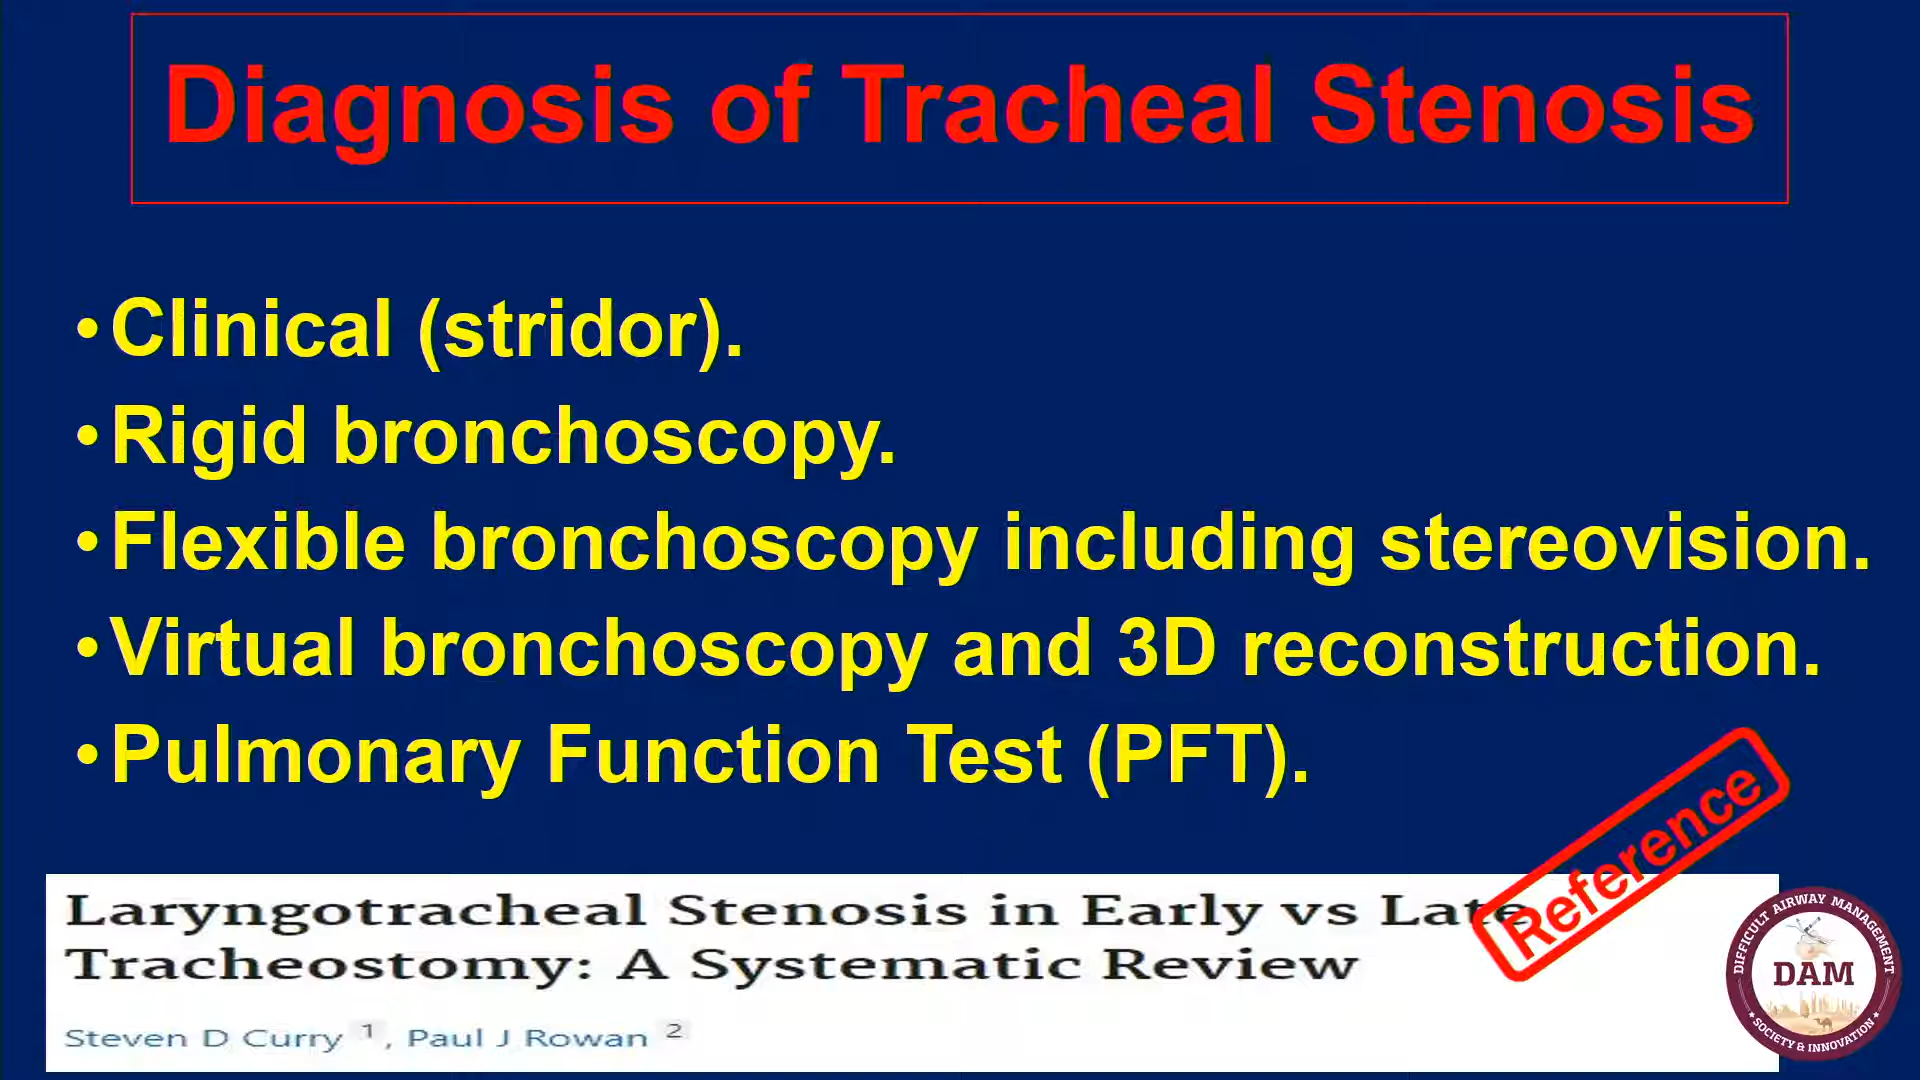 Diagnosis of Tracheal Stenosis
•Clinical (stridor).
•Rigid bronchoscopy.
•Flexible bronchoscopy including stereovision.
•Virtual bronchoscopy and 3D reconstruction.
•Pulmonary Function Test (PFT).
Reference
Laryngotracheal Stenosis in Early vs Late
Tracheostomy: A Systematic Review
Steven D Curry 1, Paul J Rowan 2
DIFFICULT AIRWAY MANAGEMENT
DAM
SOCIETY & INNOVATION